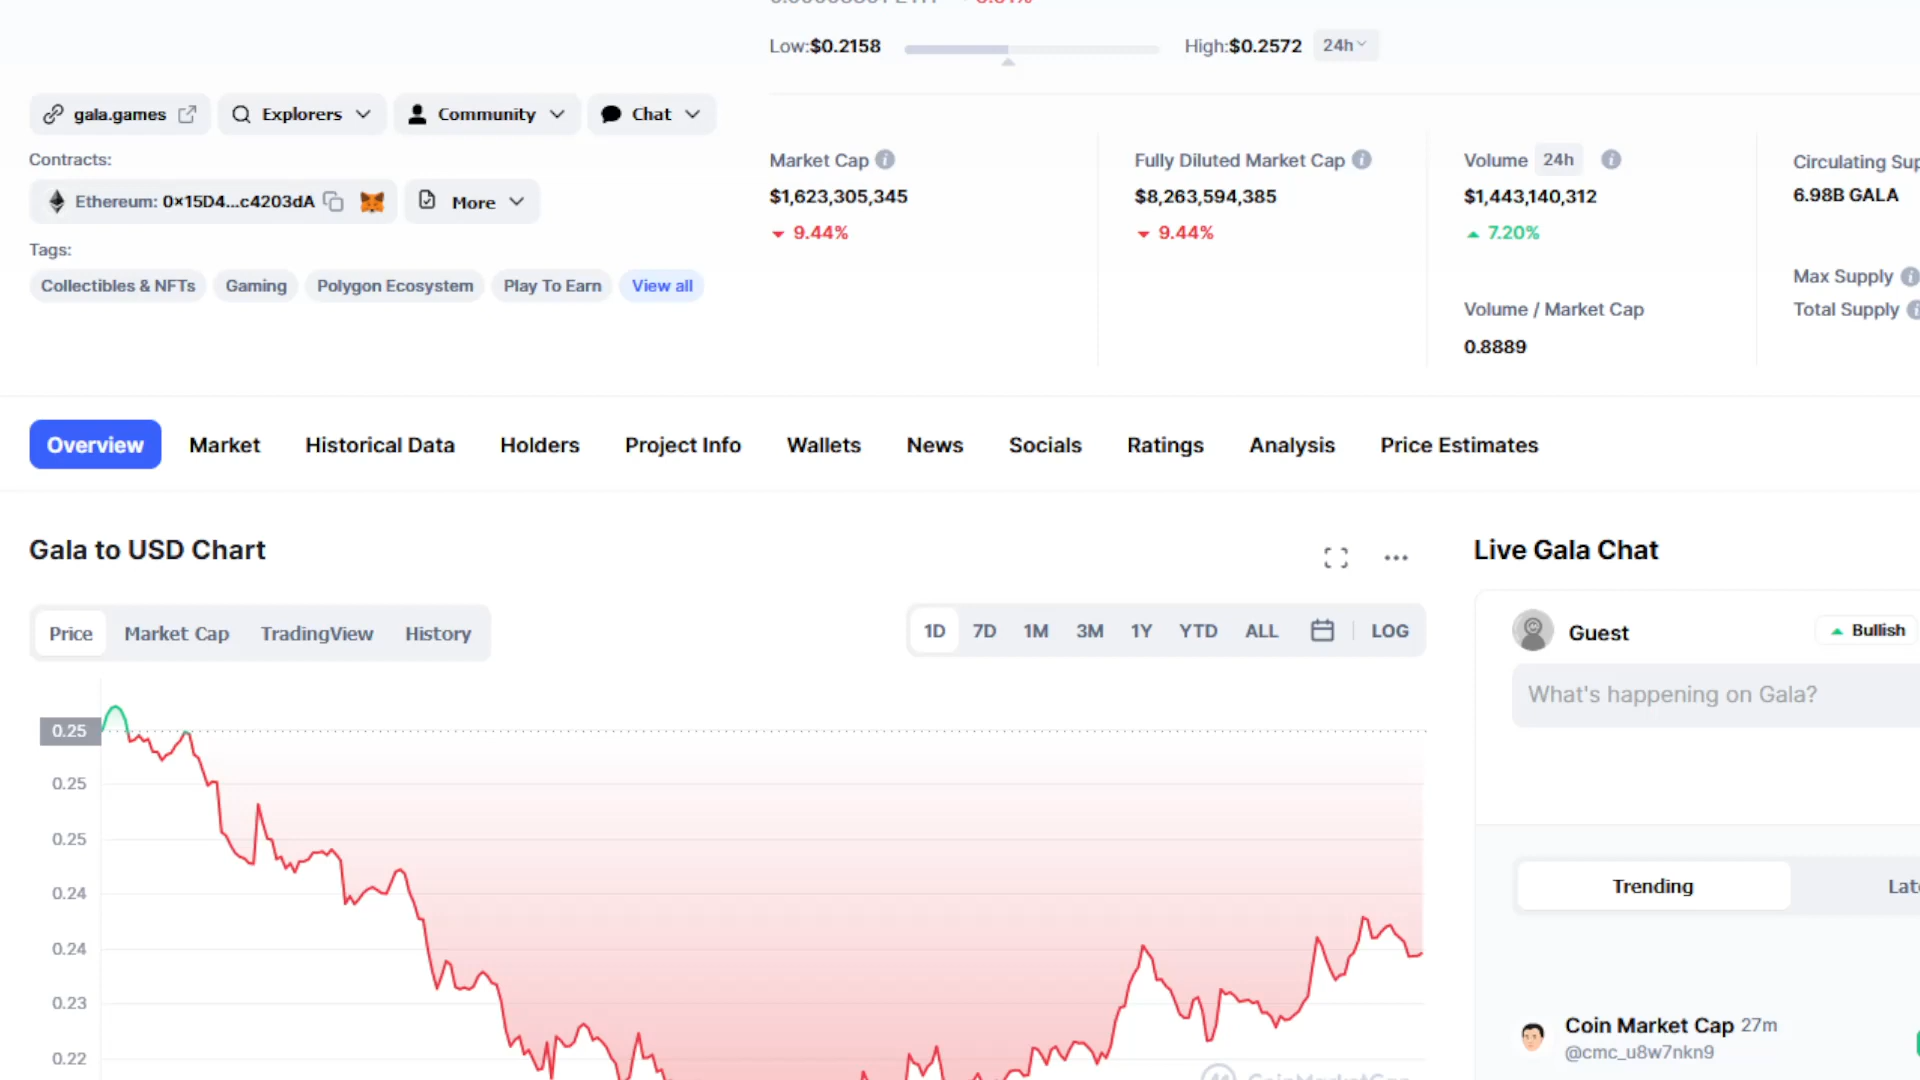 Low:$0.2158 High:$0.2572 24h
gala.games Explorers Community Chat
Contracts:
Ethereum: 0×15D4...c4203dA More
Tags:
Collectibles & NFTs Gaming Polygon Ecosystem Play To Earn View all
Market Cap
$1,623,305,345
9.44%
Fully Diluted Market Cap
$8,263,594,385
9.44%
Volume 24h
$1,443,140,312
7.20%
Volume / Market Cap
0.8889
Circulating Sup
6.98B GALA
Max Supply
Total Supply
Overview Market Historical Data Holders Project Info Wallets News Socials Ratings Analysis Price Estimates
Gala to USD Chart
Price Market Cap TradingView History
1D 7D 1M 3M 1Y YTD ALL LOG
0.25
0.25
0.25
0.24
0.24
0.23
0.22
Live Gala Chat
Guest Bullish
What's happening on Gala?
Trending Late
Coin Market Cap 27m
@cmc_u8w7nkn9